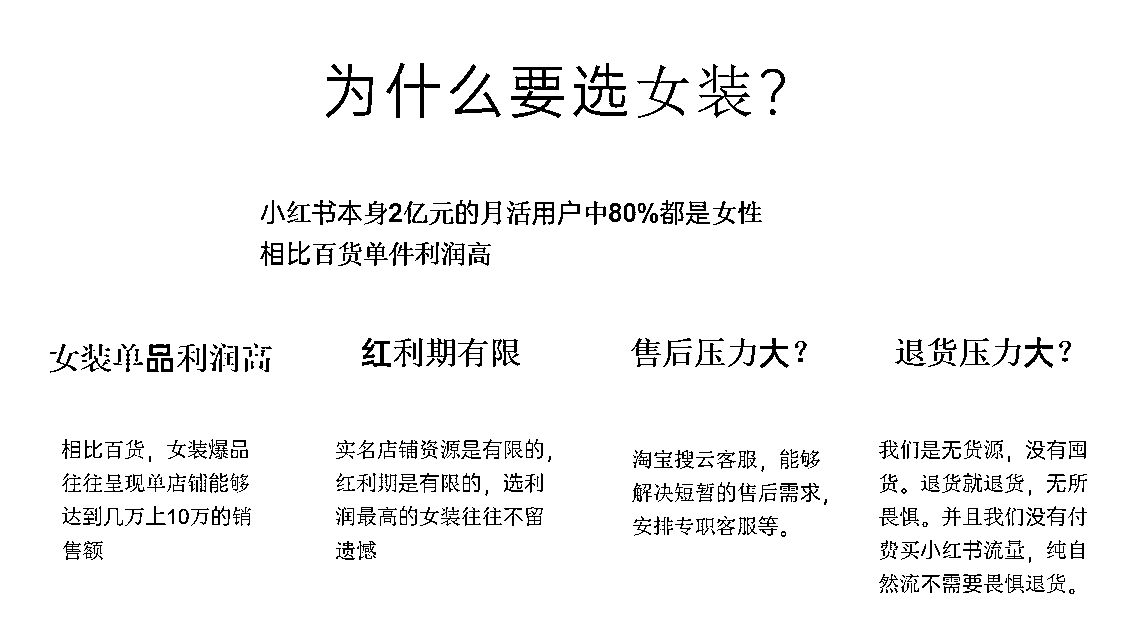 为什么要选女装？
小红书本身2亿元的月活用户中80%都是女性
相比百货单件利润高
女装单品利润高
相比百货，女装爆品
往往呈现单店铺能够
达到几万上10万的销
售额
红利期有限
实名店铺资源是有限的，
红利期是有限的，选利
润最高的女装往往不留
遗憾
售后压力大？
淘宝搜云客服，能够
解决短暂的售后需求，
安排专职客服等。
退货压力大？
我们是无货源，没有囤
货。退货就退货，无所
畏惧。并且我们没有付
费买小红书流量，纯自
然流不需要畏惧退货。